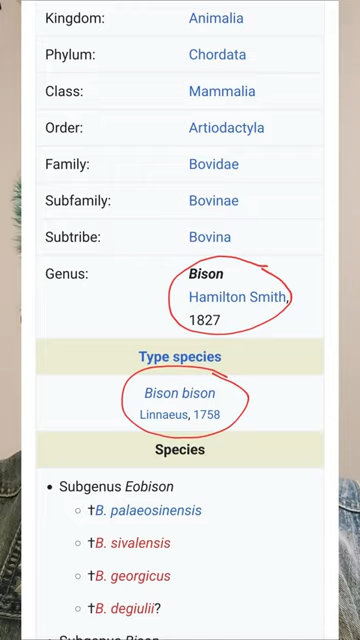 Kingdom: Animalia
Phylum: Chordata
Class: Mammalia
Order: Artiodactyla
Family: Bovidae
Subfamily: Bovinae
Subtribe: Bovina
Genus: Bison
Hamilton Smith,
1827
Type species
Bison bison
Linnaeus, 1758
Species
• Subgenus Eobison
○ †B. palaeosinensis
○ †B. sivalensis
○ †B. georgicus
○ †B. degiulii?